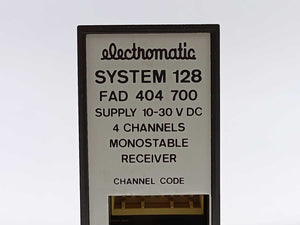 electromatic
SYSTEM 128
FAD 404 700
SUPPLY 10-30 V DC
4 CHANNELS
MONOSTABLE
RECEIVER
CHANNEL CODE